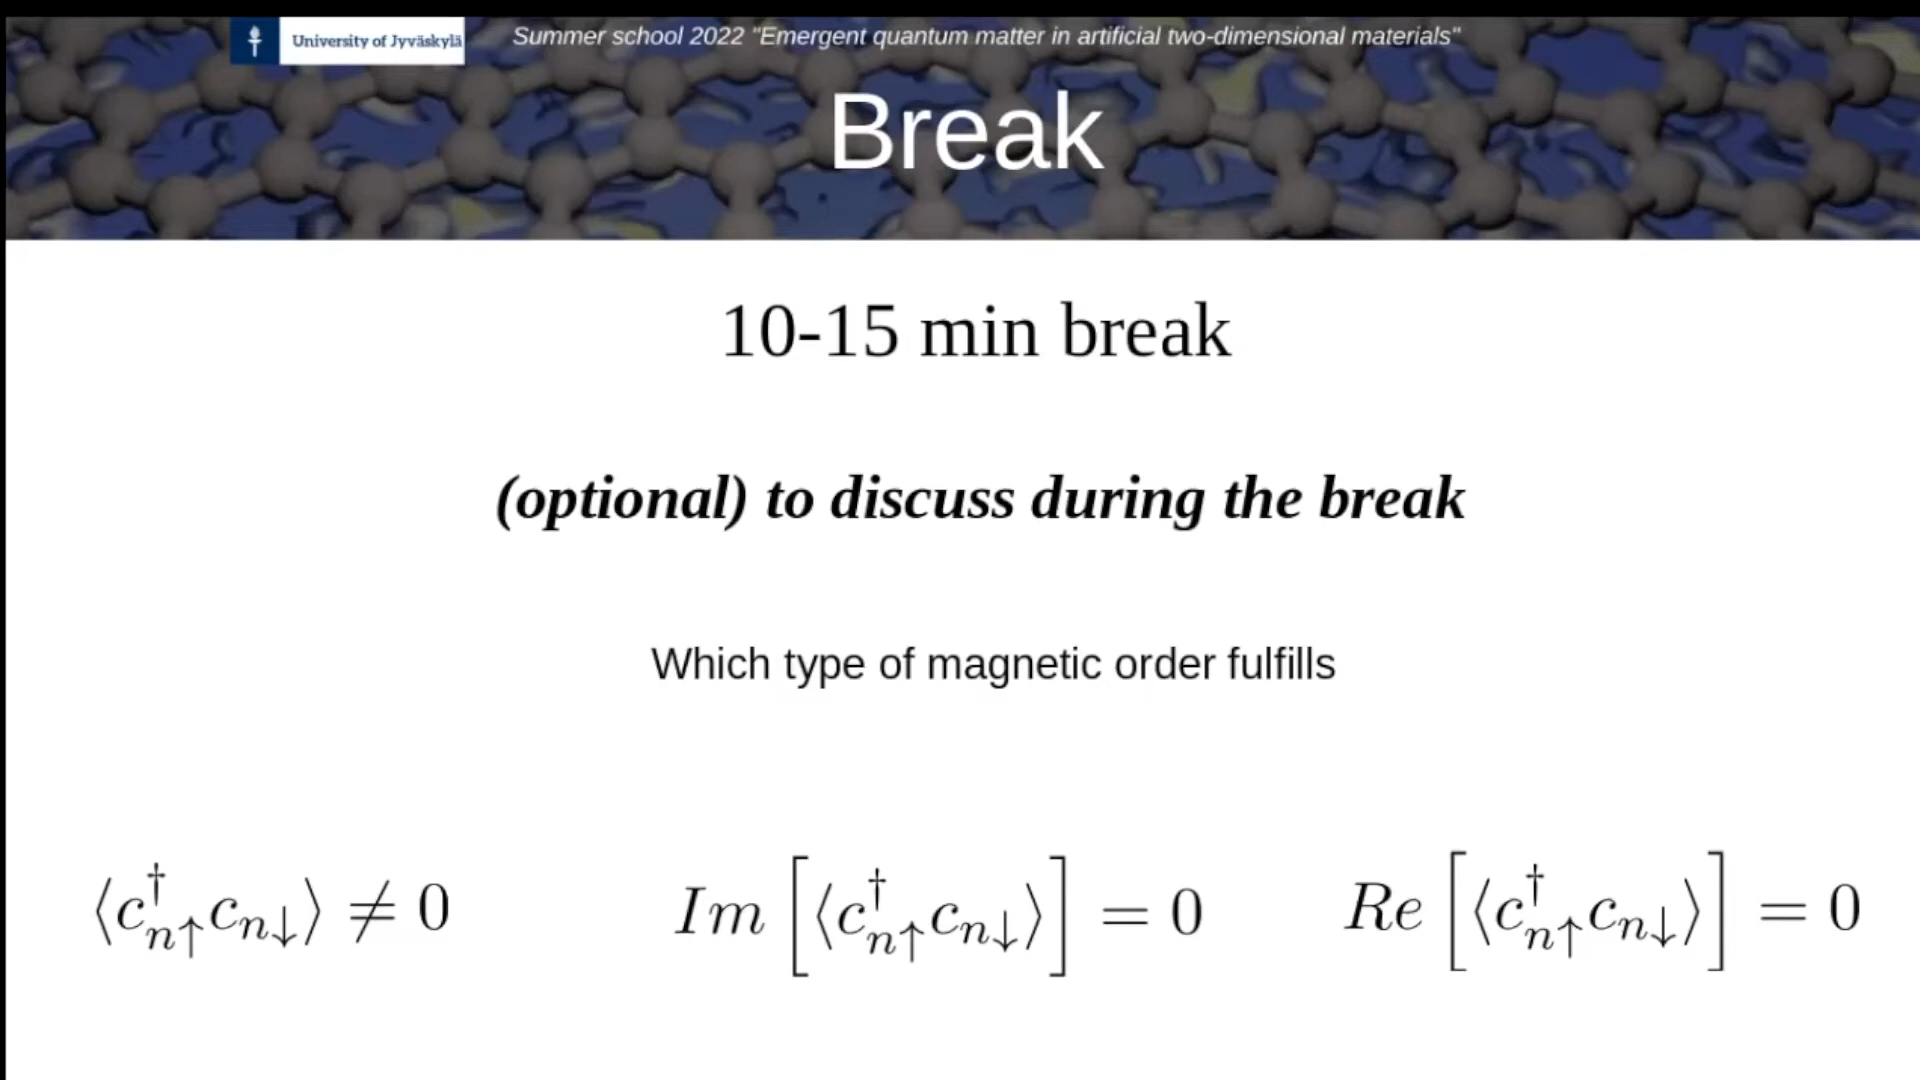 University of Jyväskylä
Summer school 2022 "Emergent quantum matter in artificial two-dimensional materials"
Break
10-15 min break
(optional) to discuss during the break
Which type of magnetic order fulfills
⟨c†n↑cn↓⟩ ≠ 0
Im [⟨c†n↑cn↓⟩] = 0
Re [⟨c†n↑cn↓⟩] = 0